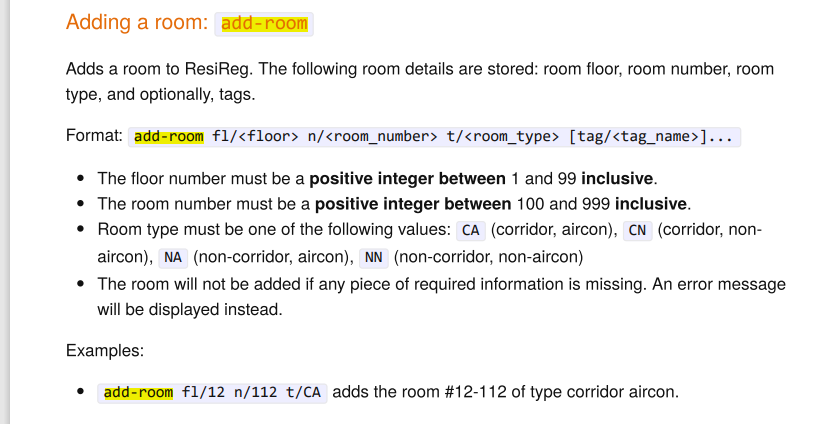 Adding a room: add-room
Adds a room to ResiReg. The following room details are stored: room floor, room number, room
type, and optionally, tags.
Format: add-room fl/<floor> n/<room_number> t/<room_type> [tag/<tag_name>]...
• The floor number must be a positive integer between 1 and 99 inclusive.
• The room number must be a positive integer between 100 and 999 inclusive.
• Room type must be one of the following values: CA (corridor, aircon), CN (corridor, non-
aircon), NA (non-corridor, aircon), NN (non-corridor, non-aircon)
• The room will not be added if any piece of required information is missing. An error message
will be displayed instead.
Examples:
• add-room fl/12 n/112 t/CA adds the room #12-112 of type corridor aircon.